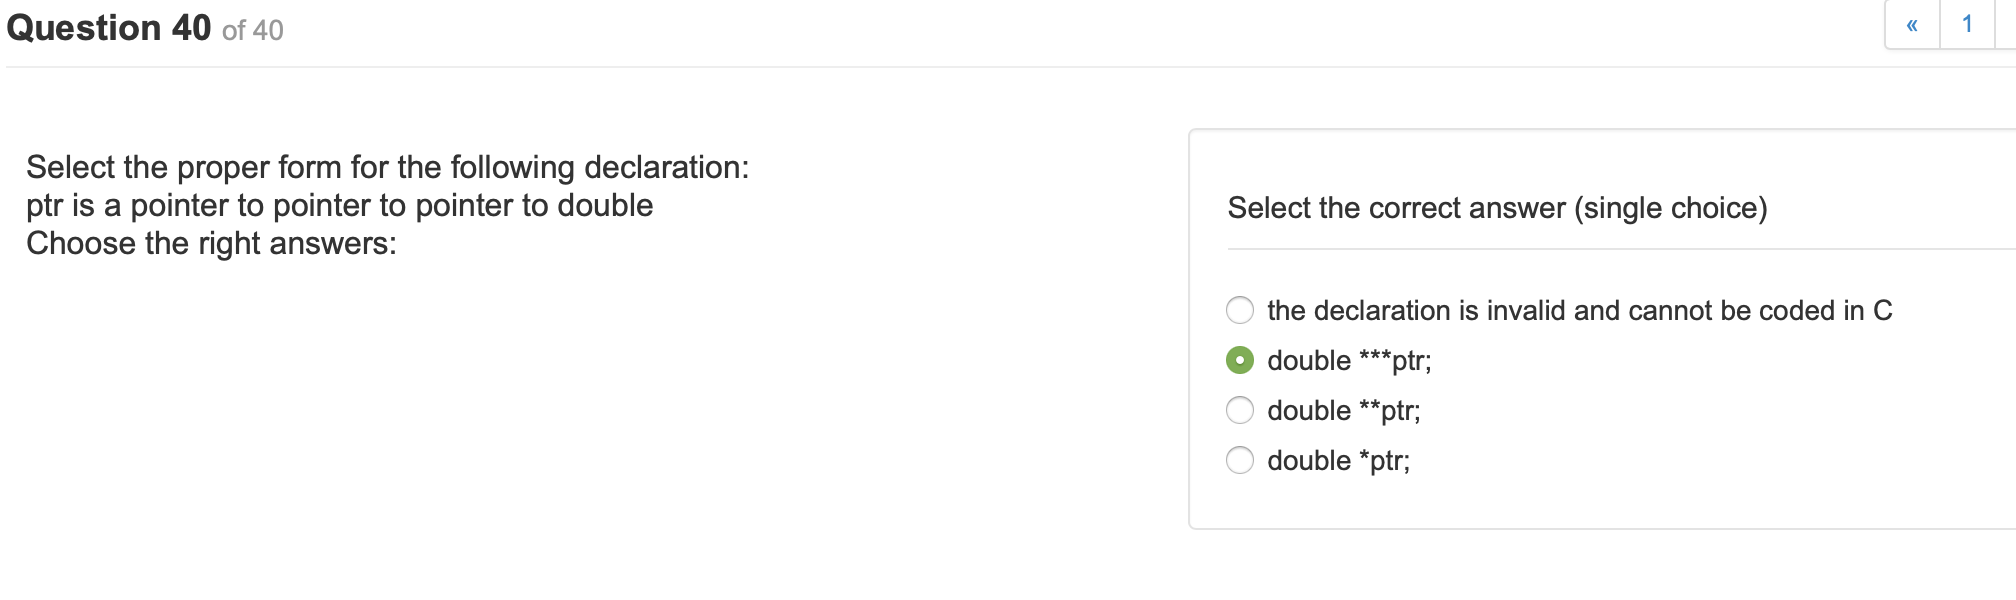 Question 40 of 40
« 1
Select the proper form for the following declaration:
ptr is a pointer to pointer to pointer to double
Choose the right answers:
Select the correct answer (single choice)
the declaration is invalid and cannot be coded in C
double ***ptr;
double **ptr;
double *ptr;